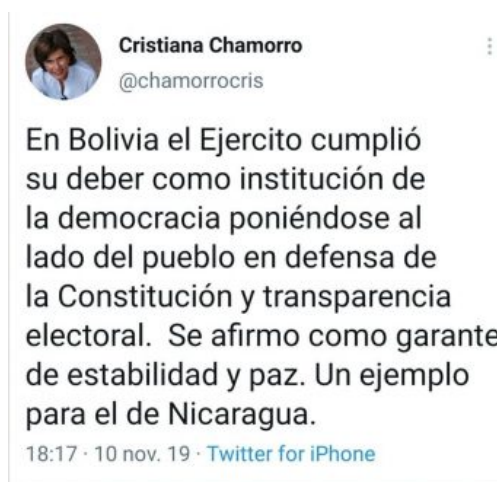 Cristiana Chamorro
@chamorrocris
En Bolivia el Ejercito cumplió
su deber como institución de
la democracia poniéndose al
lado del pueblo en defensa de
la Constitución y transparencia
electoral.  Se afirmo como garante
de estabilidad y paz. Un ejemplo
para el de Nicaragua.
18:17 · 10 nov. 19 · Twitter for iPhone